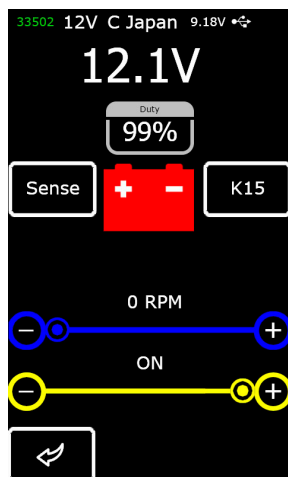 33502 12V C Japan 9.18V
12.1V
Duty
99%
Sense
+ -
K15
0 RPM
- +
ON
- +